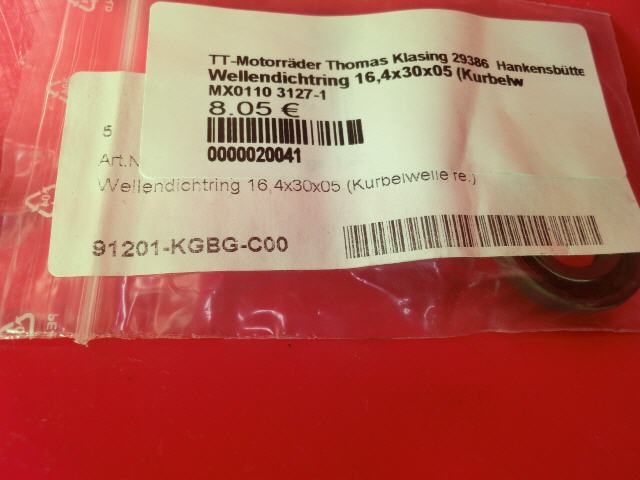 TT-Motorräder Thomas Klasing 29386 Hankensbütte
Wellendichtring 16,4x30x05 (Kurbelw
MX0110 3127-1
8.05 €
0000020041
5
Art.N
Wellendichtring 16,4x30x05 (Kurbelwelle re.)
91201-KGBG-C00